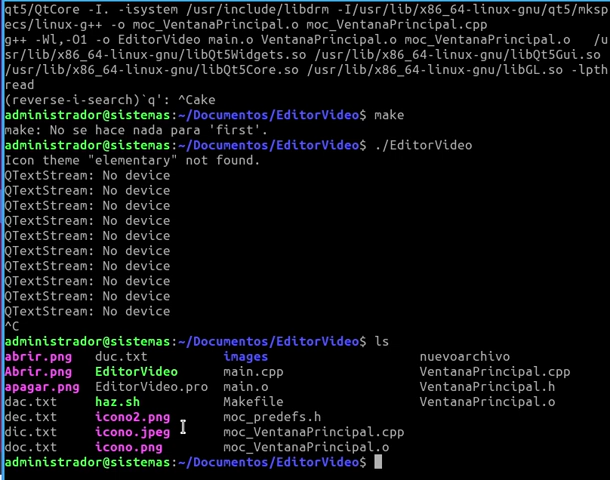 qt5/QtCore -I. -isystem /usr/include/libdrm -I/usr/lib/x86_64-linux-gnu/qt5/mksp
ecs/linux-g++ -o moc_VentanaPrincipal.o moc_VentanaPrincipal.cpp
g++ -Wl,-O1 -o EditorVideo main.o VentanaPrincipal.o moc_VentanaPrincipal.o   /u
sr/lib/x86_64-linux-gnu/libQt5Widgets.so /usr/lib/x86_64-linux-gnu/libQt5Gui.so
/usr/lib/x86_64-linux-gnu/libQt5Core.so /usr/lib/x86_64-linux-gnu/libGL.so -lpth
read
(reverse-i-search)`q': ^Cake
administrador@sistemas:~/Documentos/EditorVideo$ make
make: No se hace nada para 'first'.
administrador@sistemas:~/Documentos/EditorVideo$ ./EditorVideo
Icon theme "elementary" not found.
QTextStream: No device
QTextStream: No device
QTextStream: No device
QTextStream: No device
QTextStream: No device
QTextStream: No device
QTextStream: No device
QTextStream: No device
QTextStream: No device
QTextStream: No device
^C
administrador@sistemas:~/Documentos/EditorVideo$ ls
abrir.png   duc.txt          images                    nuevoarchivo
Abrir.png   EditorVideo      main.cpp                  VentanaPrincipal.cpp
apagar.png  EditorVideo.pro  main.o                    VentanaPrincipal.h
dac.txt     haz.sh           Makefile                  VentanaPrincipal.o
dec.txt     icono2.png       moc_predefs.h
dic.txt     icono.jpeg       moc_VentanaPrincipal.cpp
doc.txt     icono.png        moc_VentanaPrincipal.o
administrador@sistemas:~/Documentos/EditorVideo$